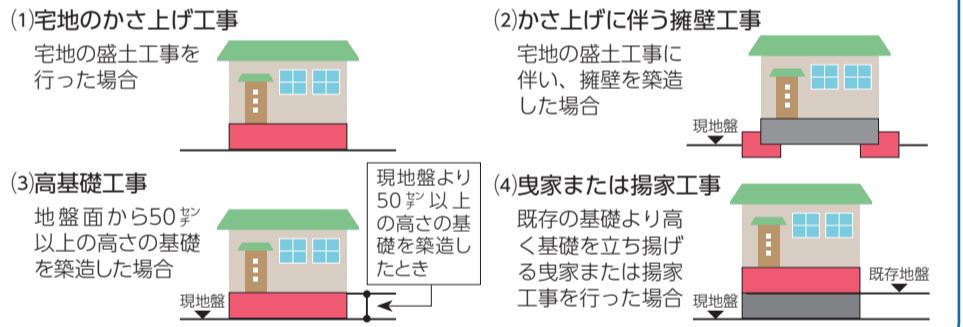 (1)宅地のかさ上げ工事
宅地の盛土工事を
行った場合
(2)かさ上げに伴う擁壁工事
宅地の盛土工事に
伴い、擁壁を築造
した場合
現地盤
(3)高基礎工事
地盤面から50㌢
以上の高さの基礎
を築造した場合
現地盤
現地盤より
50㌢以上
の高さの基
礎を築造し
たとき
(4)曳家または揚家工事
既存の基礎より高
く基礎を立ち揚げ
る曳家または揚家
工事を行った場合
既存地盤
現地盤